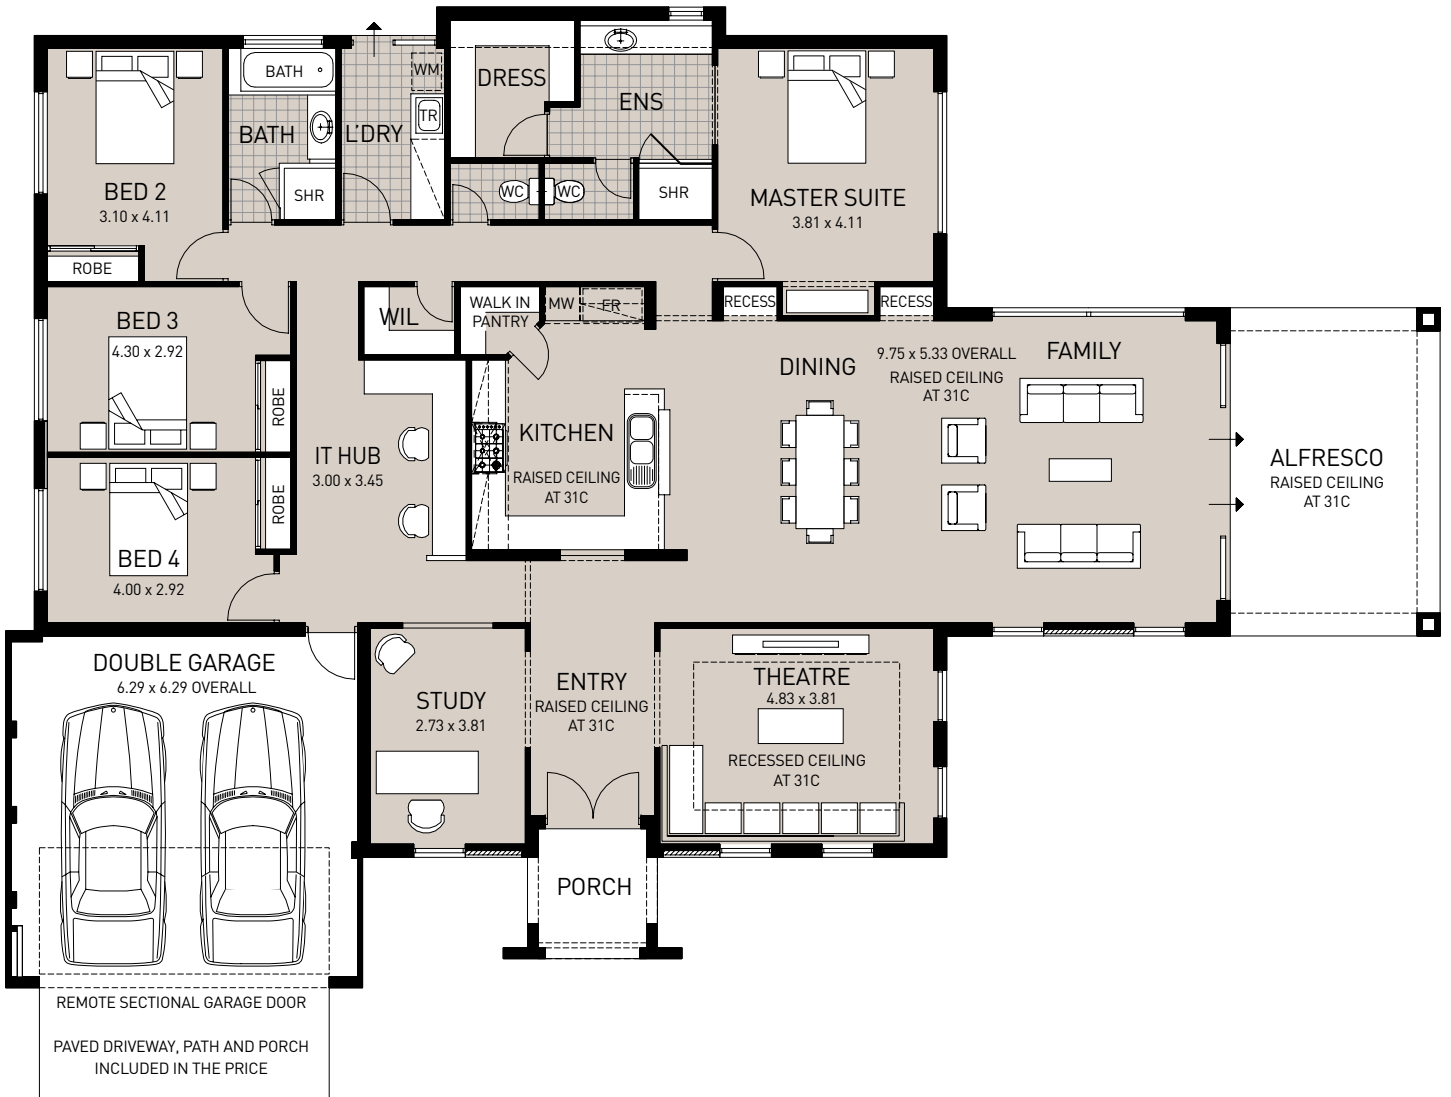 BATH
WM
TR
DRESS
ENS
BATH
L'DRY
BED 2
3.10 x 4.11
SHR
WC
WC
SHR
MASTER SUITE
3.81 x 4.11
ROBE
WIL
WALK IN
PANTRY
MW
FR
RECESS
RECESS
BED 3
4.30 x 2.92
ROBE
DINING
9.75 x 5.33 OVERALL
RAISED CEILING
AT 31C
FAMILY
IT HUB
3.00 x 3.45
KITCHEN
RAISED CEILING
AT 31C
ALFRESCO
RAISED CEILING
AT 31C
ROBE
BED 4
4.00 x 2.92
DOUBLE GARAGE
6.29 x 6.29 OVERALL
STUDY
2.73 x 3.81
ENTRY
RAISED CEILING
AT 31C
THEATRE
4.83 x 3.81
RECESSED CEILING
AT 31C
PORCH
REMOTE SECTIONAL GARAGE DOOR
PAVED DRIVEWAY, PATH AND PORCH
INCLUDED IN THE PRICE